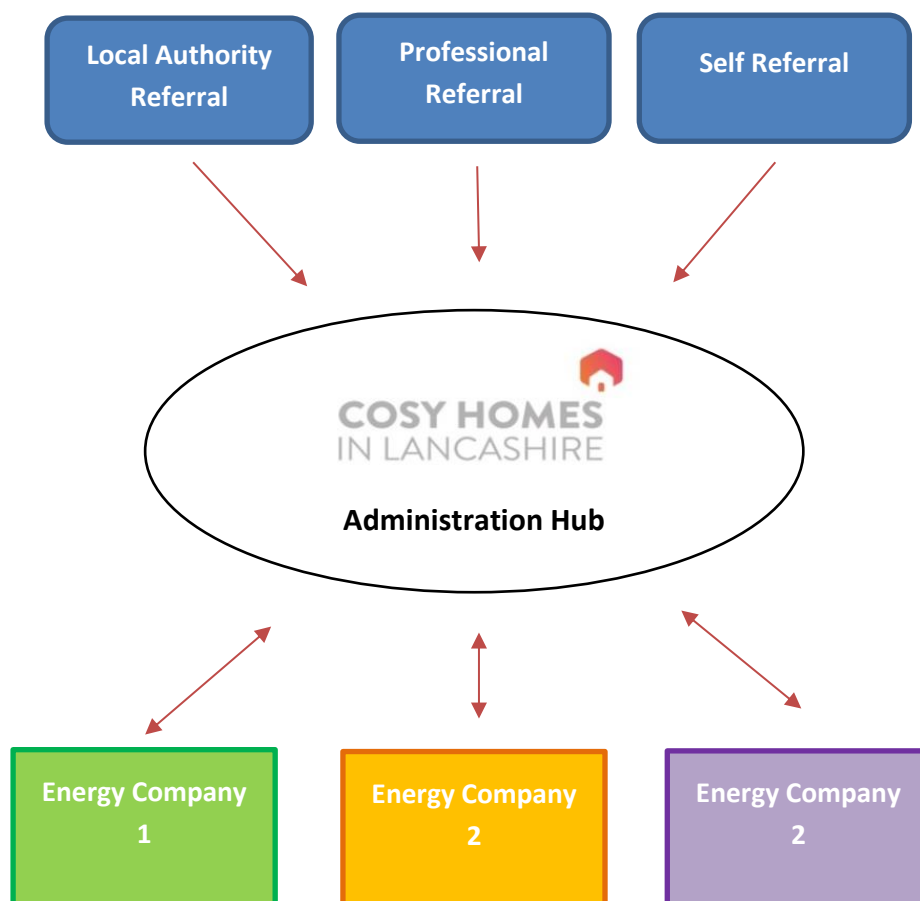 Local Authority
Referral
Professional
Referral
Self Referral
COSY HOMES
IN LANCASHIRE
Administration Hub
Energy Company
1
Energy Company
2
Energy Company
2